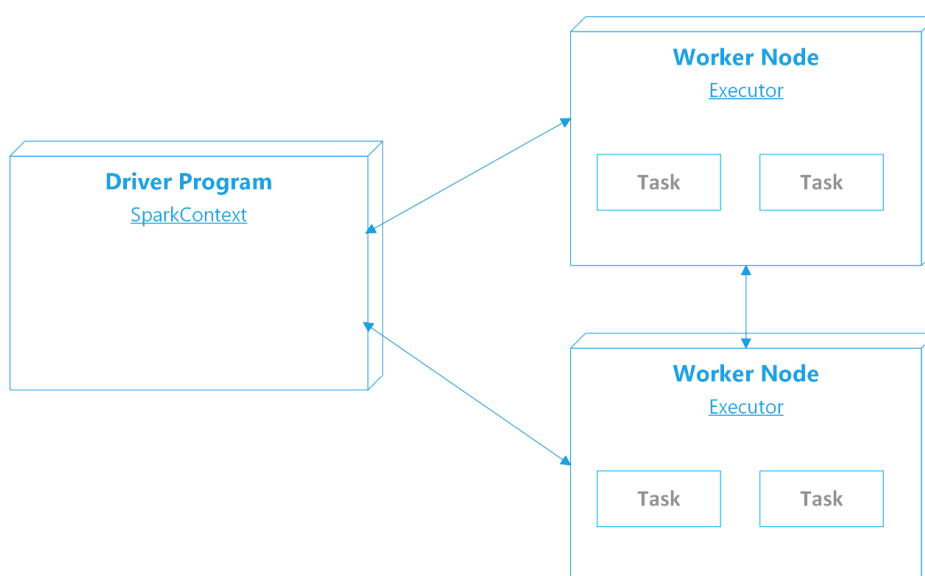 Driver Program
SparkContext
Worker Node
Executor
Task
Task
Worker Node
Executor
Task
Task